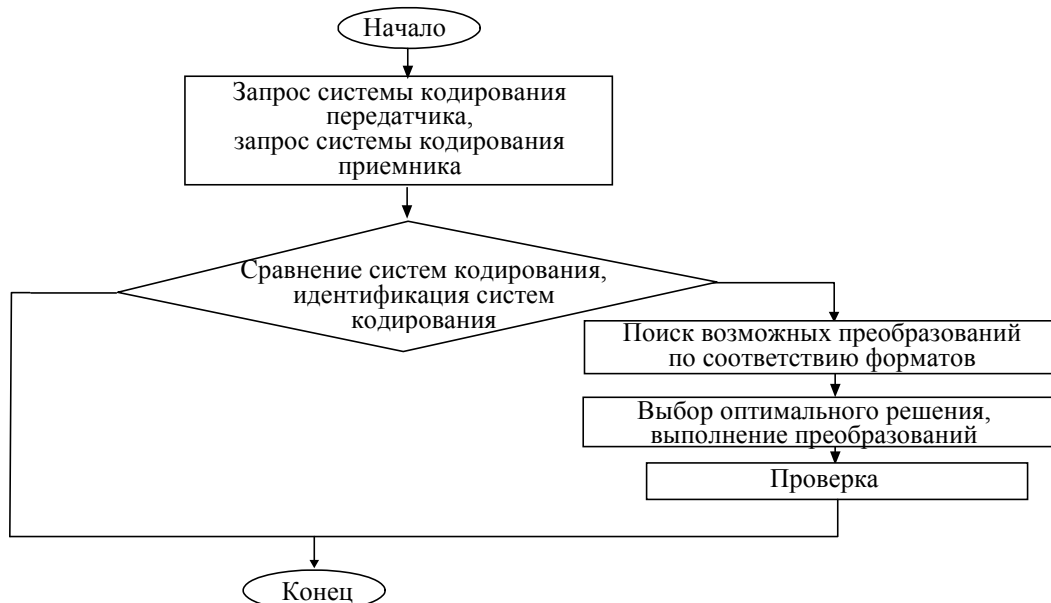 Начало
Запрос системы кодирования
передатчика,
запрос системы кодирования
приемника
Сравнение систем кодирования,
идентификация систем
кодирования
Поиск возможных преобразований
по соответствию форматов
Выбор оптимального решения,
выполнение преобразований
Проверка
Конец